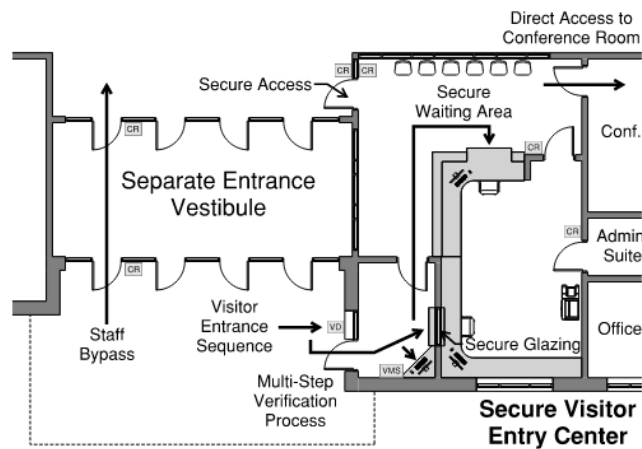 Direct Access to
Conference Room
CR
CR
Secure Access
Secure
Waiting Area
CR
CR
Conf.
Separate Entrance
Vestibule
CR
Admin
Suite
CR
Staff
Bypass
Visitor
Entrance
Sequence
VD
Secure Glazing
Office
VMS
Multi-Step
Verification
Process
Secure Visitor
Entry Center